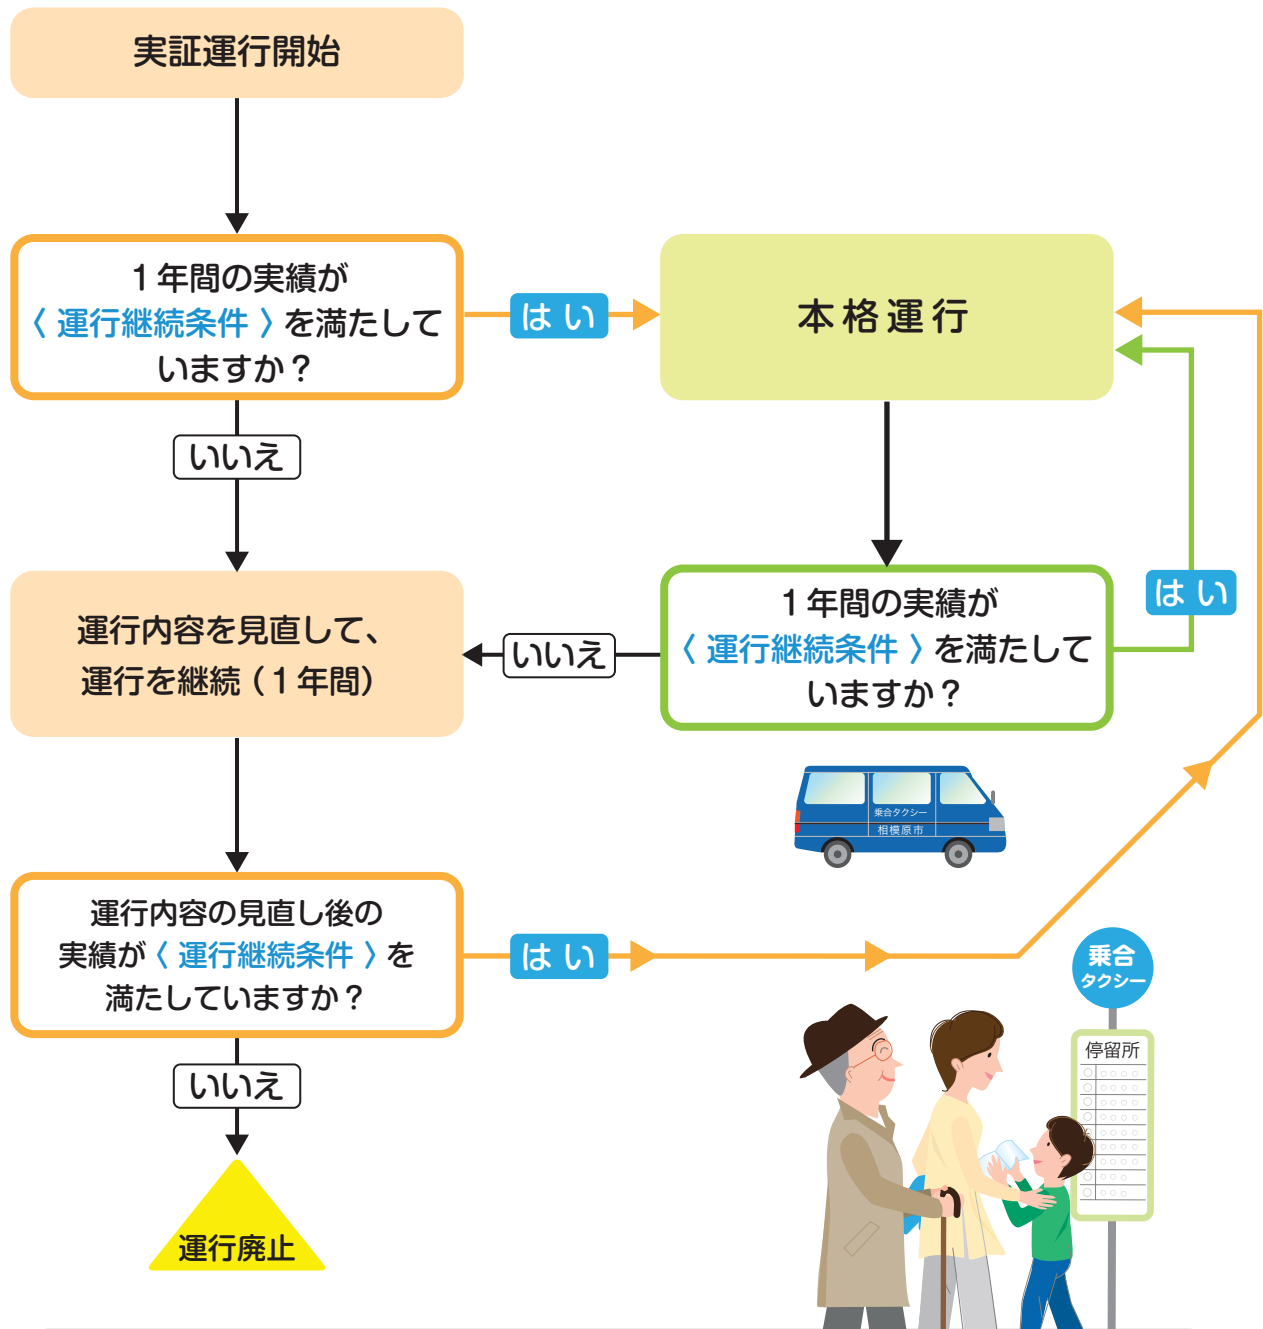 実証運行開始
1年間の実績が
〈 運行継続条件 〉を満たして
いますか？
はい
本格運行
いいえ
運行内容を見直して、
運行を継続（1年間）
いいえ
1年間の実績が
〈 運行継続条件 〉を満たして
いますか？
はい
乗合タクシー
相模原市
運行内容の見直し後の
実績が〈 運行継続条件 〉を
満たしていますか？
はい
いいえ
運行廃止
乗合
タクシー
停留所